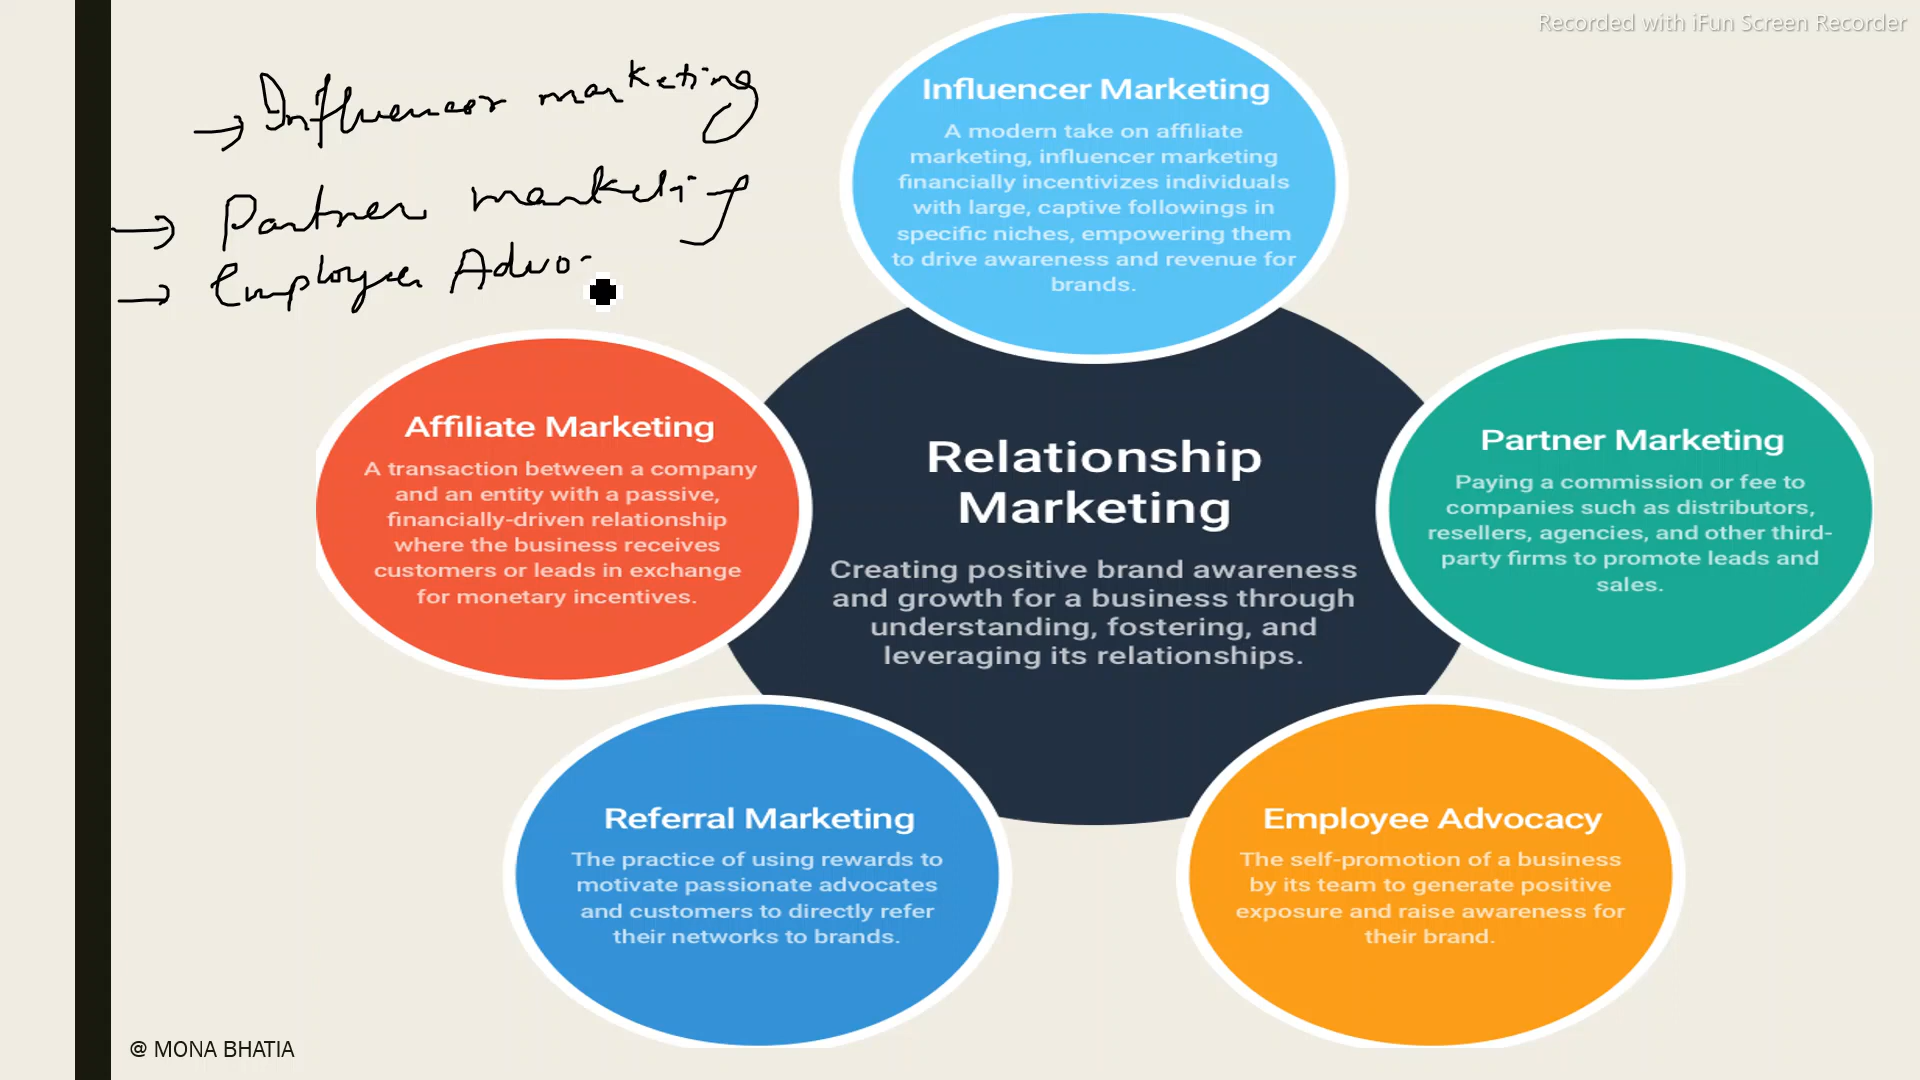 Recorded with iFun Screen Recorder
→ Influencer marketing
→ Partner marketing
→ Employee Advo
Influencer Marketing
A modern take on affiliate
marketing, influencer marketing
financially incentivizes individuals
with large, captive followings in
specific niches, empowering them
to drive awareness and revenue for
brands.
Affiliate Marketing
A transaction between a company
and an entity with a passive,
financially-driven relationship
where the business receives
customers or leads in exchange
for monetary incentives.
Relationship
Marketing
Creating positive brand awareness
and growth for a business through
understanding, fostering, and
leveraging its relationships.
Partner Marketing
Paying a commission or fee to
companies such as distributors,
resellers, agencies, and other third-
party firms to promote leads and
sales.
Referral Marketing
The practice of using rewards to
motivate passionate advocates
and customers to directly refer
their networks to brands.
Employee Advocacy
The self-promotion of a business
by its team to generate positive
exposure and raise awareness for
their brand.
@ MONA BHATIA